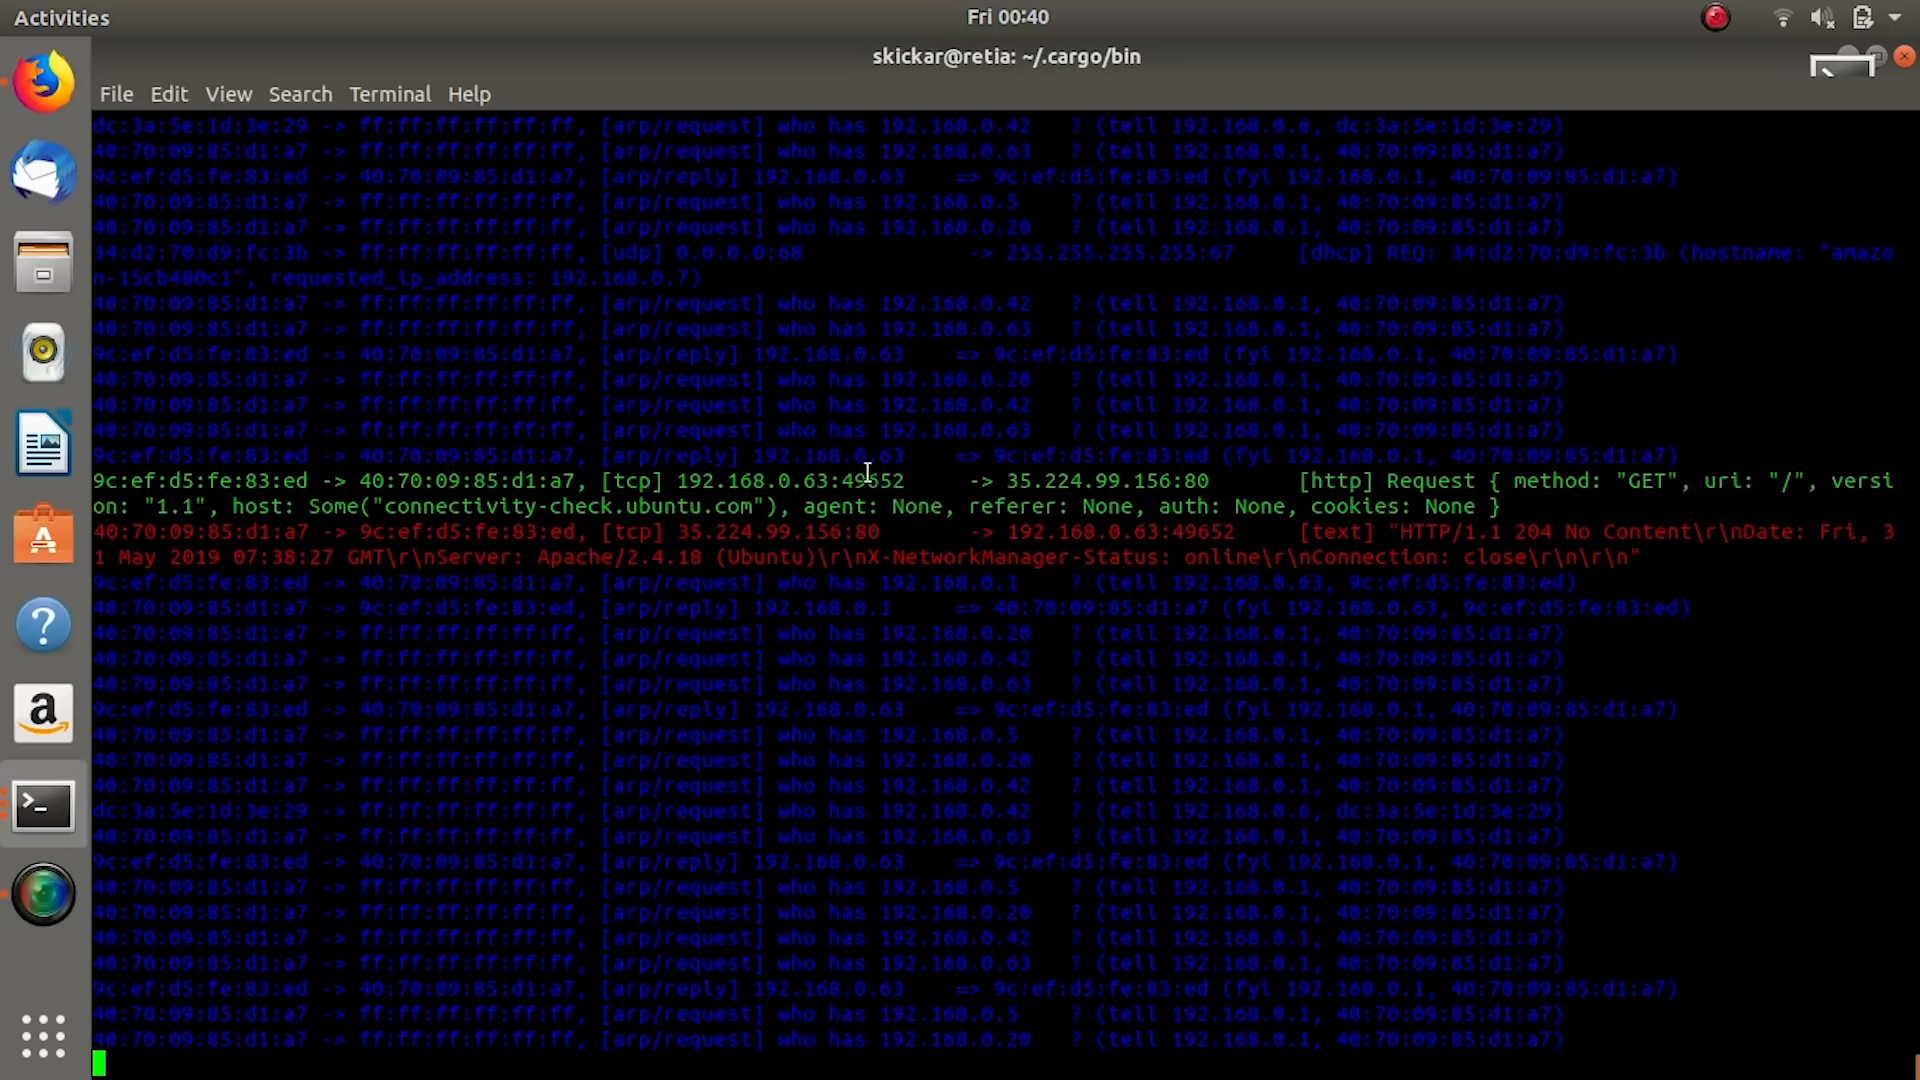 Activities
Fri 00:40
skickar@retia: ~/.cargo/bin
File Edit View Search Terminal Help
dc:3a:5e:1d:3e:29 -> ff:ff:ff:ff:ff:ff, [arp/request] who has 192.168.0.42 ? (tell 192.168.0.6, dc:3a:5e:1d:3e:29)
40:70:09:85:d1:a7 -> ff:ff:ff:ff:ff:ff, [arp/request] who has 192.168.0.63 ? (tell 192.168.0.1, 40:70:09:85:d1:a7)
9c:ef:d5:fe:83:ed -> 40:70:09:85:d1:a7, [arp/reply] 192.168.0.63 => 9c:ef:d5:fe:83:ed (fyi 192.168.0.1, 40:70:09:85:d1:a7)
40:70:09:85:d1:a7 -> ff:ff:ff:ff:ff:ff, [arp/request] who has 192.168.0.5 ? (tell 192.168.0.1, 40:70:09:85:d1:a7)
40:70:09:85:d1:a7 -> ff:ff:ff:ff:ff:ff, [arp/request] who has 192.168.0.20 ? (tell 192.168.0.1, 40:70:09:85:d1:a7)
34:d2:70:d9:fc:3b -> ff:ff:ff:ff:ff:ff, [udp] 0.0.0.0:68 -> 255.255.255.255:67 [dhcp] REQ: 34:d2:70:d9:fc:3b (hostname: "amazo
n-15cb480c1", requested_ip_address: 192.168.0.7)
40:70:09:85:d1:a7 -> ff:ff:ff:ff:ff:ff, [arp/request] who has 192.168.0.42 ? (tell 192.168.0.1, 40:70:09:85:d1:a7)
40:70:09:85:d1:a7 -> ff:ff:ff:ff:ff:ff, [arp/request] who has 192.168.0.63 ? (tell 192.168.0.1, 40:70:09:85:d1:a7)
9c:ef:d5:fe:83:ed -> 40:70:09:85:d1:a7, [arp/reply] 192.168.0.63 => 9c:ef:d5:fe:83:ed (fyi 192.168.0.1, 40:70:09:85:d1:a7)
40:70:09:85:d1:a7 -> ff:ff:ff:ff:ff:ff, [arp/request] who has 192.168.0.20 ? (tell 192.168.0.1, 40:70:09:85:d1:a7)
40:70:09:85:d1:a7 -> ff:ff:ff:ff:ff:ff, [arp/request] who has 192.168.0.42 ? (tell 192.168.0.1, 40:70:09:85:d1:a7)
40:70:09:85:d1:a7 -> ff:ff:ff:ff:ff:ff, [arp/request] who has 192.168.0.63 ? (tell 192.168.0.1, 40:70:09:85:d1:a7)
9c:ef:d5:fe:83:ed -> 40:70:09:85:d1:a7, [arp/reply] 192.168.0.63 => 9c:ef:d5:fe:83:ed (fyi 192.168.0.1, 40:70:09:85:d1:a7)
9c:ef:d5:fe:83:ed -> 40:70:09:85:d1:a7, [tcp] 192.168.0.63:49652 -> 35.224.99.156:80 [http] Request { method: "GET", uri: "/", versi
on: "1.1", host: Some("connectivity-check.ubuntu.com"), agent: None, referer: None, auth: None, cookies: None }
40:70:09:85:d1:a7 -> 9c:ef:d5:fe:83:ed, [tcp] 35.224.99.156:80 -> 192.168.0.63:49652 [text] "HTTP/1.1 204 No Content\r\nDate: Fri, 3
1 May 2019 07:38:27 GMT\r\nServer: Apache/2.4.18 (Ubuntu)\r\nX-NetworkManager-Status: online\r\nConnection: close\r\n\r\n"
9c:ef:d5:fe:83:ed -> 40:70:09:85:d1:a7, [arp/request] who has 192.168.0.1 ? (tell 192.168.0.63, 9c:ef:d5:fe:83:ed)
40:70:09:85:d1:a7 -> 9c:ef:d5:fe:83:ed, [arp/reply] 192.168.0.1 => 40:70:09:85:d1:a7 (fyi 192.168.0.63, 9c:ef:d5:fe:83:ed)
40:70:09:85:d1:a7 -> ff:ff:ff:ff:ff:ff, [arp/request] who has 192.168.0.20 ? (tell 192.168.0.1, 40:70:09:85:d1:a7)
40:70:09:85:d1:a7 -> ff:ff:ff:ff:ff:ff, [arp/request] who has 192.168.0.42 ? (tell 192.168.0.1, 40:70:09:85:d1:a7)
40:70:09:85:d1:a7 -> ff:ff:ff:ff:ff:ff, [arp/request] who has 192.168.0.63 ? (tell 192.168.0.1, 40:70:09:85:d1:a7)
9c:ef:d5:fe:83:ed -> 40:70:09:85:d1:a7, [arp/reply] 192.168.0.63 => 9c:ef:d5:fe:83:ed (fyi 192.168.0.1, 40:70:09:85:d1:a7)
40:70:09:85:d1:a7 -> ff:ff:ff:ff:ff:ff, [arp/request] who has 192.168.0.5 ? (tell 192.168.0.1, 40:70:09:85:d1:a7)
40:70:09:85:d1:a7 -> ff:ff:ff:ff:ff:ff, [arp/request] who has 192.168.0.20 ? (tell 192.168.0.1, 40:70:09:85:d1:a7)
40:70:09:85:d1:a7 -> ff:ff:ff:ff:ff:ff, [arp/request] who has 192.168.0.42 ? (tell 192.168.0.1, 40:70:09:85:d1:a7)
dc:3a:5e:1d:3e:29 -> ff:ff:ff:ff:ff:ff, [arp/request] who has 192.168.0.42 ? (tell 192.168.0.6, dc:3a:5e:1d:3e:29)
40:70:09:85:d1:a7 -> ff:ff:ff:ff:ff:ff, [arp/request] who has 192.168.0.63 ? (tell 192.168.0.1, 40:70:09:85:d1:a7)
9c:ef:d5:fe:83:ed -> 40:70:09:85:d1:a7, [arp/reply] 192.168.0.63 => 9c:ef:d5:fe:83:ed (fyi 192.168.0.1, 40:70:09:85:d1:a7)
40:70:09:85:d1:a7 -> ff:ff:ff:ff:ff:ff, [arp/request] who has 192.168.0.5 ? (tell 192.168.0.1, 40:70:09:85:d1:a7)
40:70:09:85:d1:a7 -> ff:ff:ff:ff:ff:ff, [arp/request] who has 192.168.0.20 ? (tell 192.168.0.1, 40:70:09:85:d1:a7)
40:70:09:85:d1:a7 -> ff:ff:ff:ff:ff:ff, [arp/request] who has 192.168.0.42 ? (tell 192.168.0.1, 40:70:09:85:d1:a7)
40:70:09:85:d1:a7 -> ff:ff:ff:ff:ff:ff, [arp/request] who has 192.168.0.63 ? (tell 192.168.0.1, 40:70:09:85:d1:a7)
9c:ef:d5:fe:83:ed -> 40:70:09:85:d1:a7, [arp/reply] 192.168.0.63 => 9c:ef:d5:fe:83:ed (fyi 192.168.0.1, 40:70:09:85:d1:a7)
40:70:09:85:d1:a7 -> ff:ff:ff:ff:ff:ff, [arp/request] who has 192.168.0.5 ? (tell 192.168.0.1, 40:70:09:85:d1:a7)
40:70:09:85:d1:a7 -> ff:ff:ff:ff:ff:ff, [arp/request] who has 192.168.0.20 ? (tell 192.168.0.1, 40:70:09:85:d1:a7)